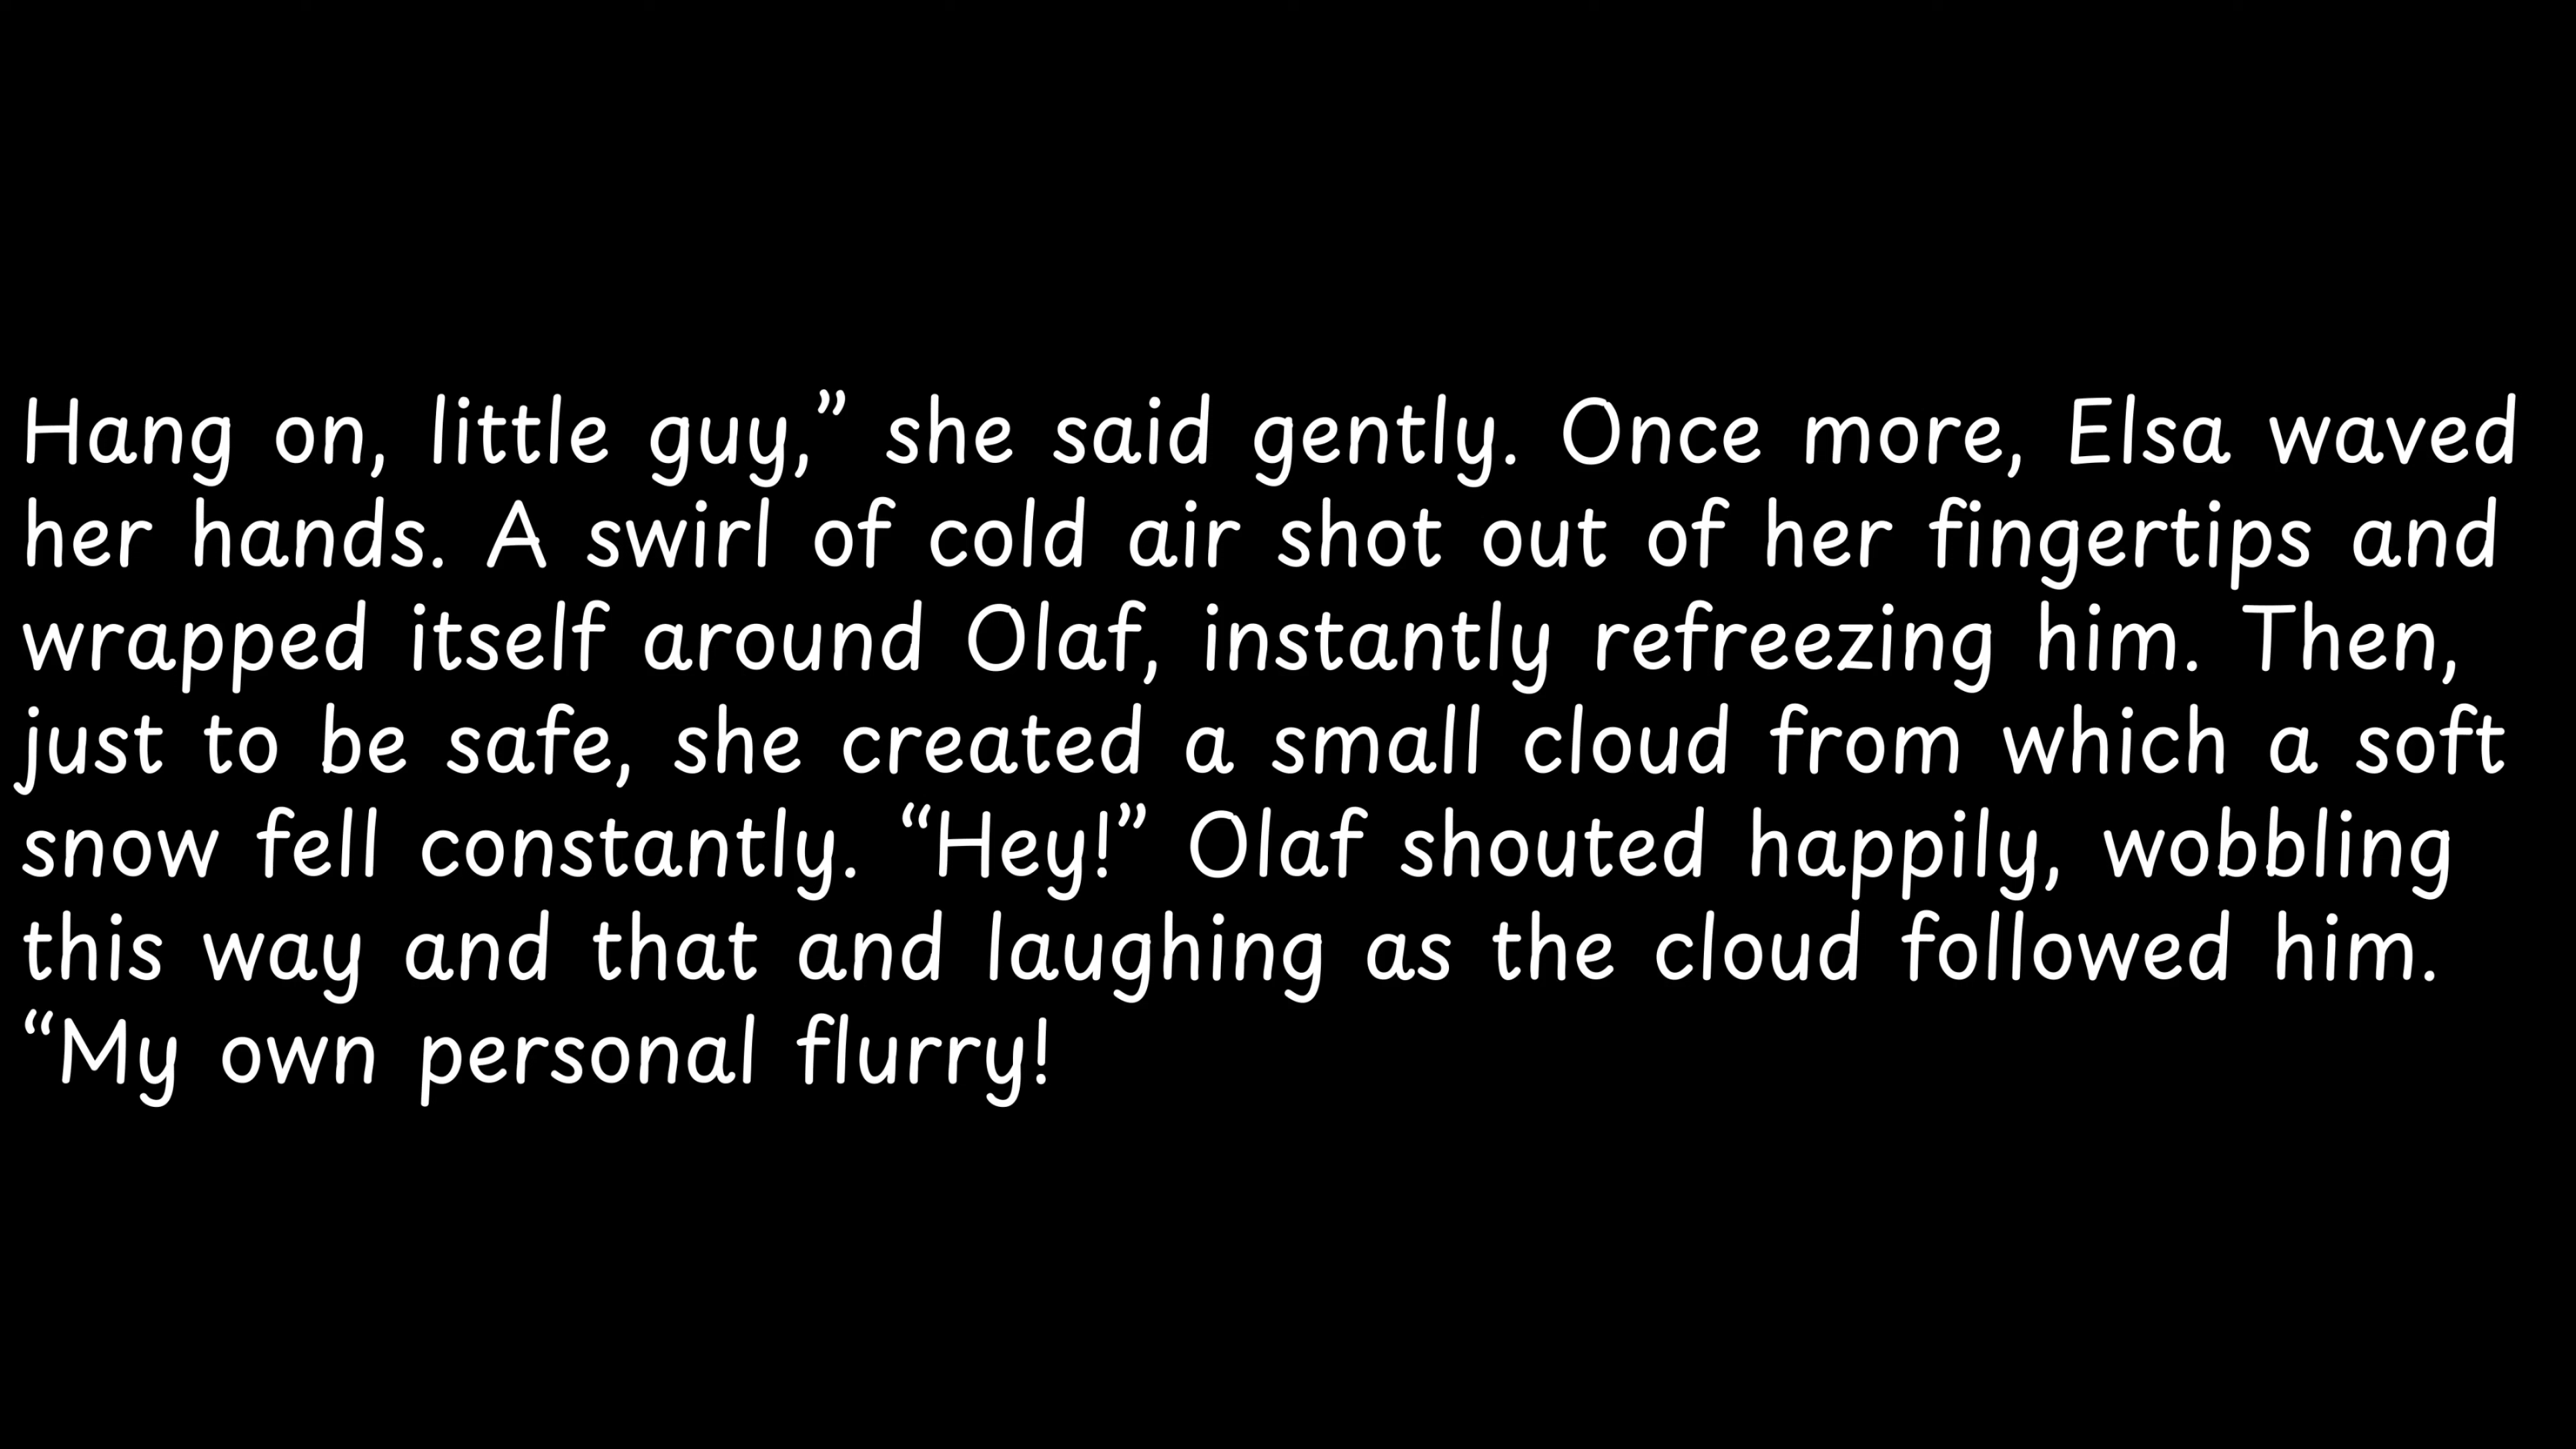 Hang on, little guy,” she said gently. Once more, Elsa waved
her hands. A swirl of cold air shot out of her fingertips and
wrapped itself around Olaf, instantly refreezing him. Then,
just to be safe, she created a small cloud from which a soft
snow fell constantly. “Hey!” Olaf shouted happily, wobbling
this way and that and laughing as the cloud followed him.
“My own personal flurry!